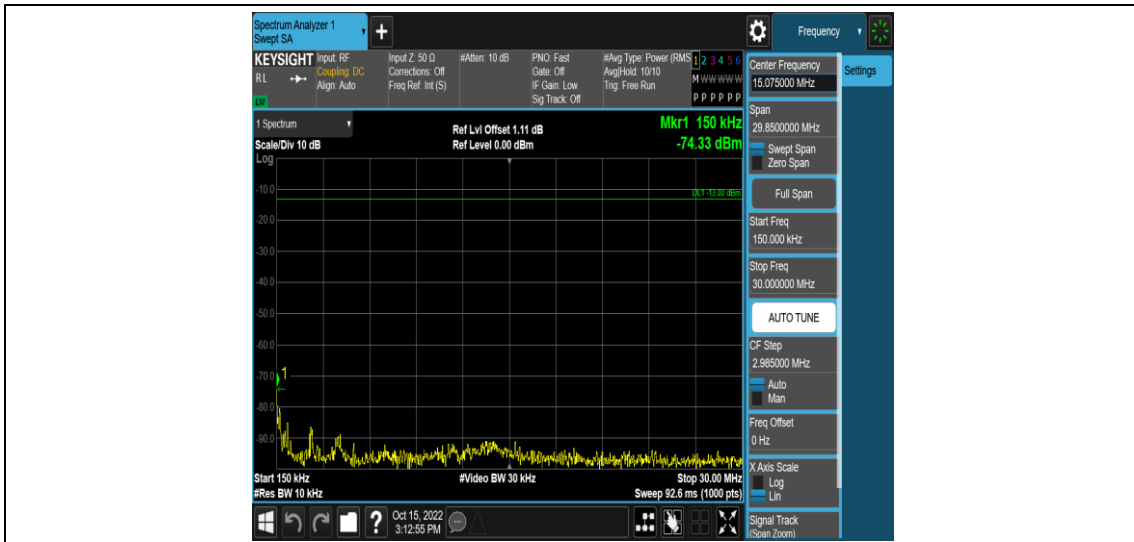 Spectrum Analyzer 1
Swept SA
+
Frequency
KEYSIGHT
RL
LXI
Input: RF
Coupling: DC
Align: Auto
Input Z: 50 Ω
Corrections: Off
Freq Ref: Int (S)
#Atten: 10 dB
PNO: Fast
Gate: Off
IF Gain: Low
Sig Track: Off
#Avg Type: Power (RMS
Avg|Hold: 10/10
Trig: Free Run
1 2 3 4 5 6
M W W W W W
P P P P P P
1 Spectrum
Scale/Div 10 dB
Log
Ref Lvl Offset 1.11 dB
Ref Level 0.00 dBm
Mkr1 150 kHz
-74.33 dBm
DL1 -13.00 dBm
-10.0
-20.0
-30.0
-40.0
-50.0
-60.0
-70.0
-80.0
-90.0
1
Start 150 kHz
#Video BW 30 kHz
Stop 30.00 MHz
#Res BW 10 kHz
Sweep 92.6 ms (1000 pts)
?
Oct 15, 2022
3:12:55 PM
Center Frequency
15.075000 MHz
Settings
Span
29.8500000 MHz
Swept Span
Zero Span
Full Span
Start Freq
150.000 kHz
Stop Freq
30.000000 MHz
AUTO TUNE
CF Step
2.985000 MHz
Auto
Man
Freq Offset
0 Hz
X Axis Scale
Log
Lin
Signal Track
(Span Zoom)